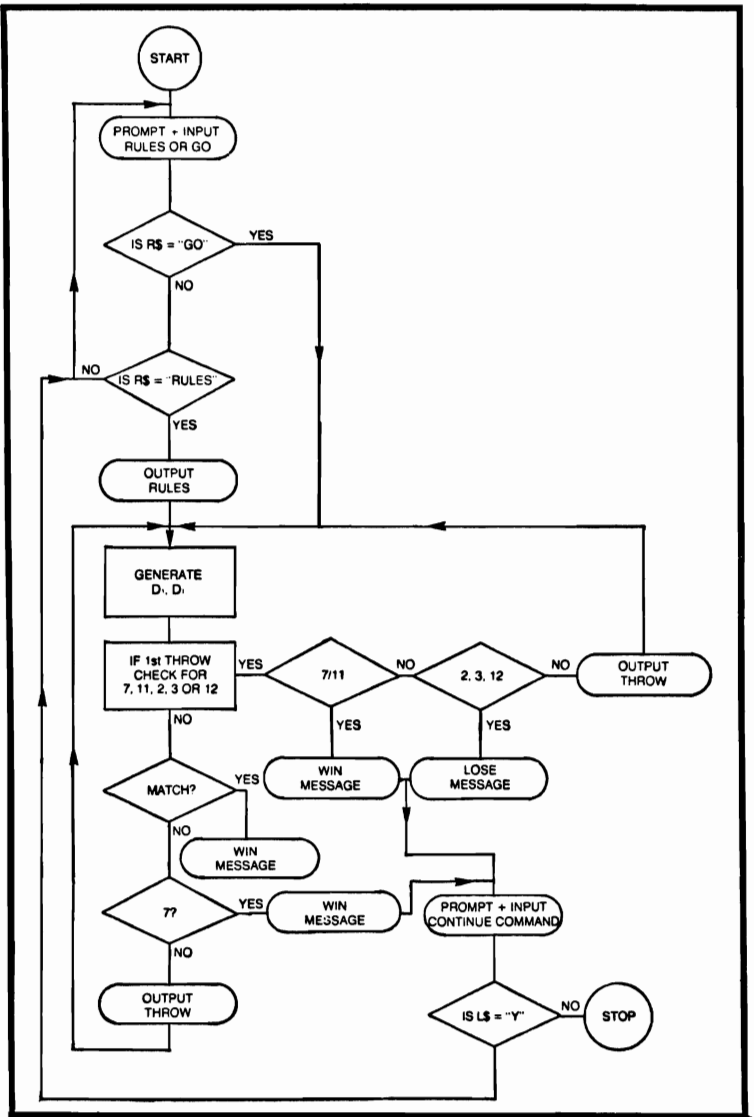 START
PROMPT + INPUT
RULES OR GO
IS R$ = "GO"
YES
NO
NO
IS R$ = "RULES"
YES
OUTPUT
RULES
GENERATE
D₁, D₁
IF 1st THROW
CHECK FOR
7, 11, 2, 3 OR 12
YES
7/11
NO
2, 3, 12
NO
OUTPUT
THROW
NO
YES
YES
WIN
MESSAGE
LOSE
MESSAGE
MATCH?
YES
NO
WIN
MESSAGE
7?
YES
WIN
MESSAGE
PROMPT + INPUT
CONTINUE COMMAND
NO
OUTPUT
THROW
IS L$ = "Y"
NO
STOP